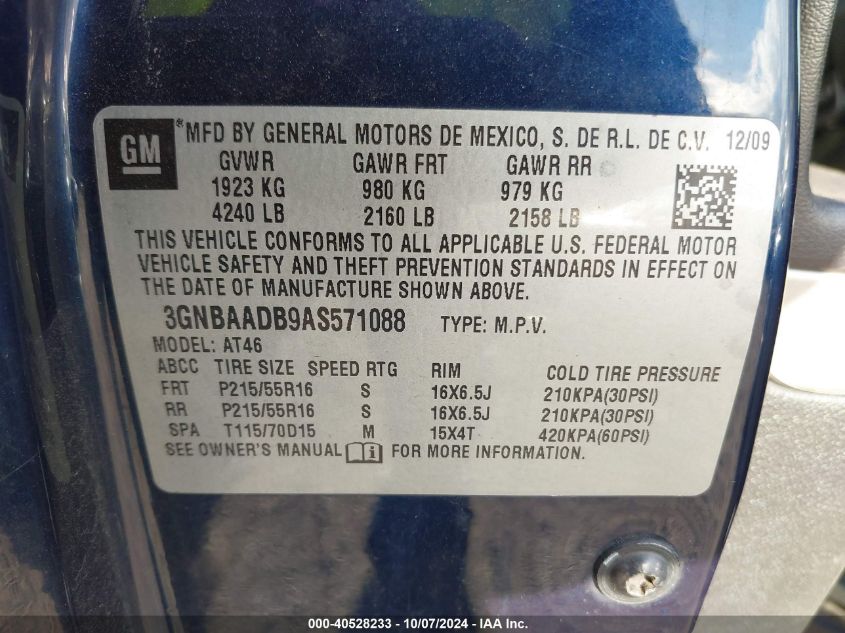 GM
*MFD BY GENERAL MOTORS DE MEXICO, S. DE R.L. DE C.V. 12/09
GVWR GAWR FRT GAWR RR
1923 KG 980 KG 979 KG
4240 LB 2160 LB 2158 LB
THIS VEHICLE CONFORMS TO ALL APPLICABLE U.S. FEDERAL MOTOR
VEHICLE SAFETY AND THEFT PREVENTION STANDARDS IN EFFECT ON
THE DATE OF MANUFACTURE SHOWN ABOVE.
3GNBAADB9AS571088 TYPE: M.P.V.
MODEL: AT46
ABCC TIRE SIZE SPEED RTG RIM COLD TIRE PRESSURE
FRT P215/55R16 S 16X6.5J 210KPA(30PSI)
RR P215/55R16 S 16X6.5J 210KPA(30PSI)
SPA T115/70D15 M 15X4T 420KPA(60PSI)
SEE OWNER'S MANUAL FOR MORE INFORMATION.
000-40528233 - 10/07/2024 - IAA Inc.